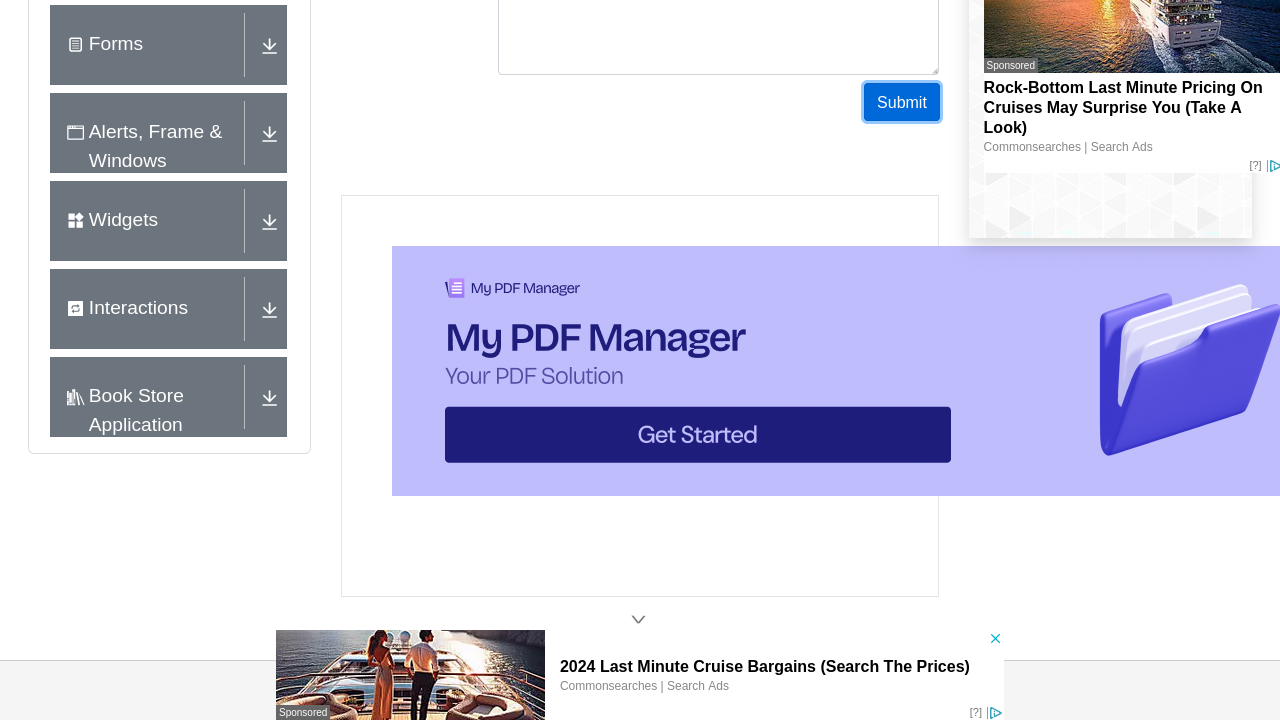 Forms
Alerts, Frame &
Windows
Widgets
Interactions
Book Store
Application
Submit
Sponsored
Rock-Bottom Last Minute Pricing On
Cruises May Surprise You (Take A
Look)
Commonsearches | Search Ads
[?]
My PDF Manager
My PDF Manager
Your PDF Solution
Get Started
Sponsored
2024 Last Minute Cruise Bargains (Search The Prices)
Commonsearches | Search Ads
[?]